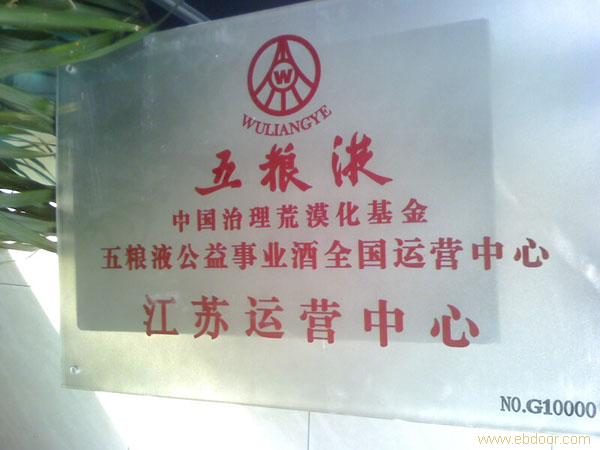 W
WULIANGYE
五粮液
中国治理荒漠化基金
五粮液公益事业酒全国运营中心
江苏运营中心
NO.G10000
www.ebdoor.com